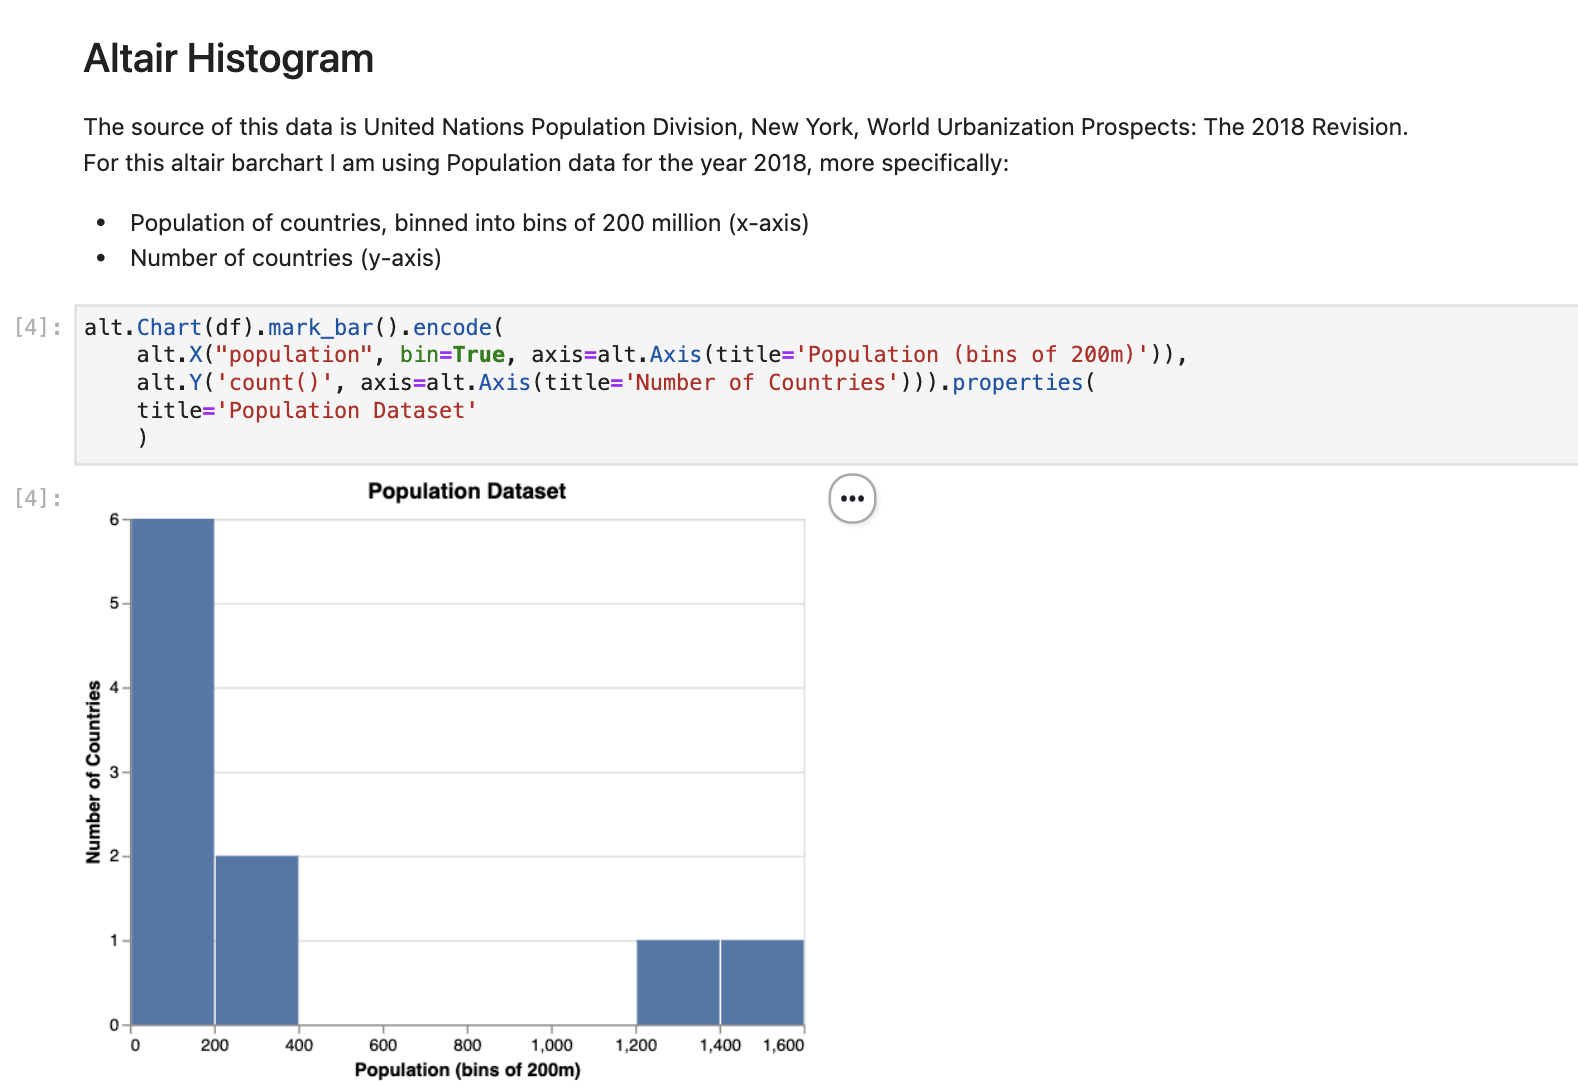 Altair Histogram
The source of this data is United Nations Population Division, New York, World Urbanization Prospects: The 2018 Revision.
For this altair barchart I am using Population data for the year 2018, more specifically:
• Population of countries, binned into bins of 200 million (x-axis)
• Number of countries (y-axis)
[4]:
alt.Chart(df).mark_bar().encode(
    alt.X("population", bin=True, axis=alt.Axis(title='Population (bins of 200m)')),
    alt.Y('count()', axis=alt.Axis(title='Number of Countries'))).properties(
    title='Population Dataset'
    )
[4]:
Population Dataset
Number of Countries
6
5
4
3
2
1
0
0 200 400 600 800 1,000 1,200 1,400 1,600
Population (bins of 200m)